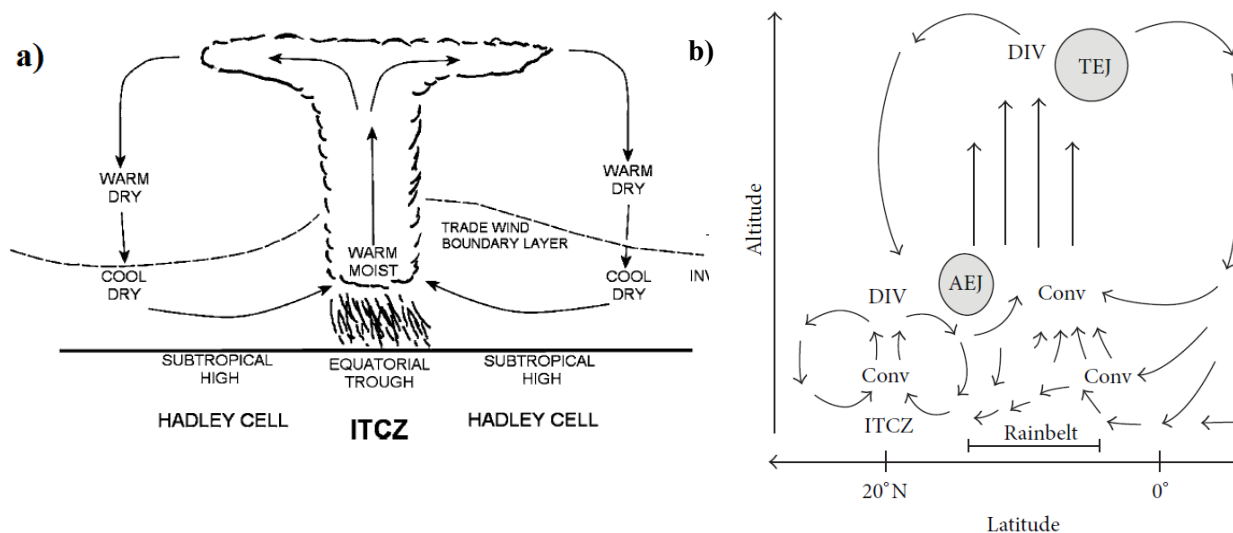 a)
WARM
DRY
COOL
DRY
WARM
MOIST
TRADE WIND
BOUNDARY LAYER
WARM
DRY
COOL
DRY
INV
SUBTROPICAL
HIGH
EQUATORIAL
TROUGH
SUBTROPICAL
HIGH
HADLEY CELL
ITCZ
HADLEY CELL
b)
Altitude
DIV
TEJ
AEJ
DIV
Conv
Conv
Conv
ITCZ
Rainbelt
20°N
0°
Latitude